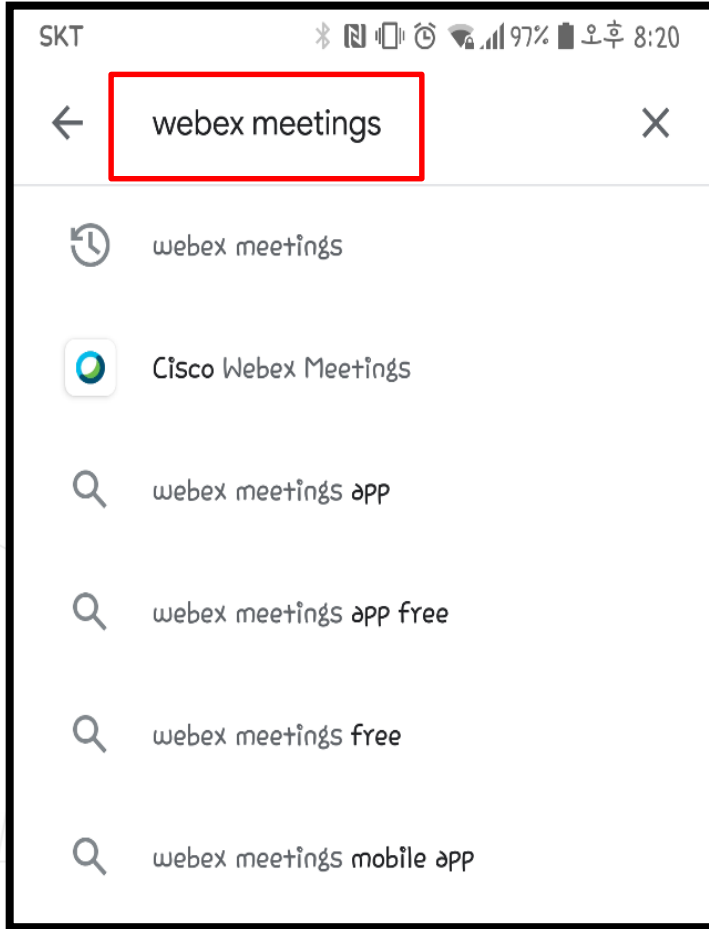 SKT 97% 오후 8:20
webex meetings
webex meetings
Cisco Webex Meetings
webex meetings app
webex meetings app free
webex meetings free
webex meetings mobile app